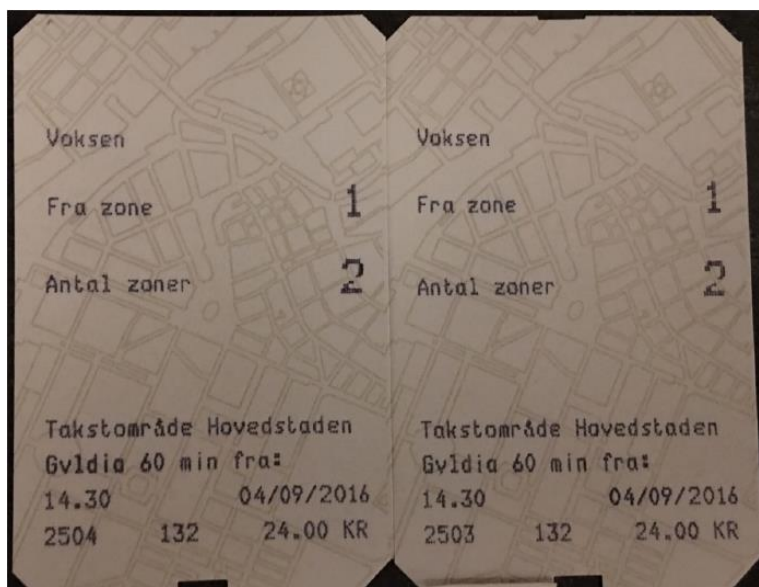 Voksen
Fra zone 1
Antal zoner 2
Takstområde Hovedstaden
Gyldig 60 min fra:
14.30 04/09/2016
2504 132 24.00 KR
Voksen
Fra zone 1
Antal zoner 2
Takstområde Hovedstaden
Gyldig 60 min fra:
14.30 04/09/2016
2503 132 24.00 KR